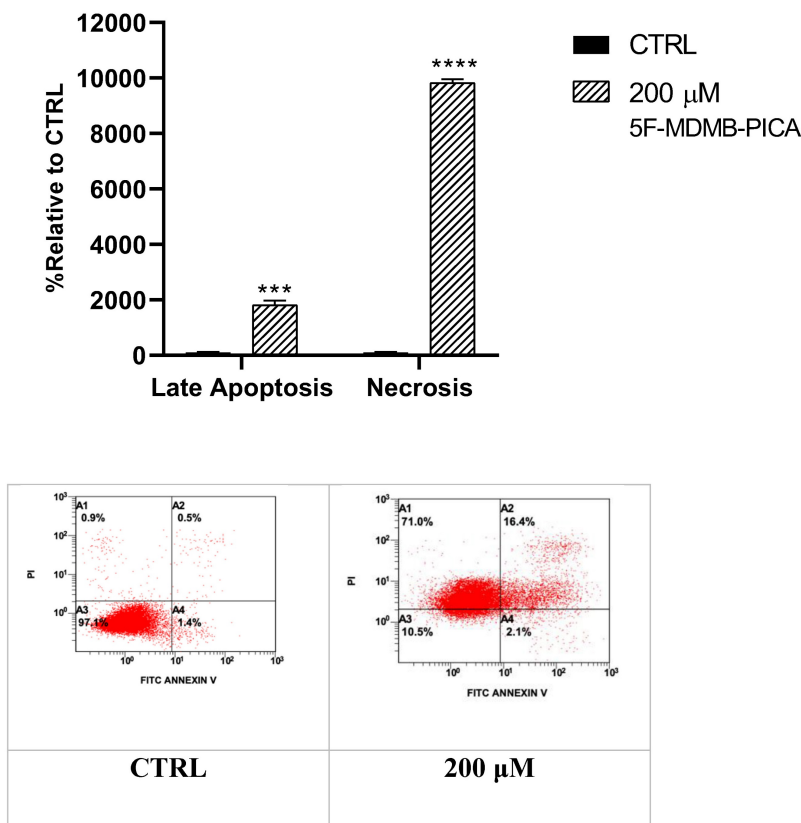 12000
10000
8000
6000
4000
2000
0
%Relative to CTRL
***
****
Late Apoptosis
Necrosis
CTRL
200 μM
5F-MDMB-PICA
10³
10²
10¹
10⁰
PI
A1
0.9%
A2
0.5%
A3
97.1%
A4
1.4%
10⁰ 10¹ 10² 10³
FITC ANNEXIN V
10³
10²
10¹
10⁰
PI
A1
71.0%
A2
16.4%
A3
10.5%
A4
2.1%
10⁰ 10¹ 10² 10³
FITC ANNEXIN V
CTRL
200 μM